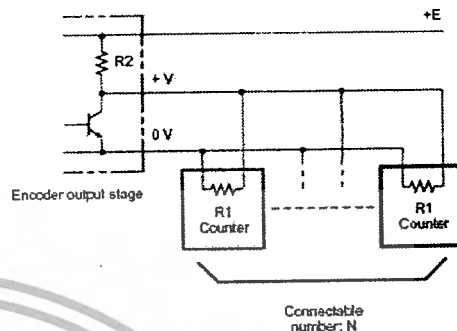 +E
R2
+ V
0 V
Encoder output stage
R1
Counter
R1
Counter
Connectable
number: N